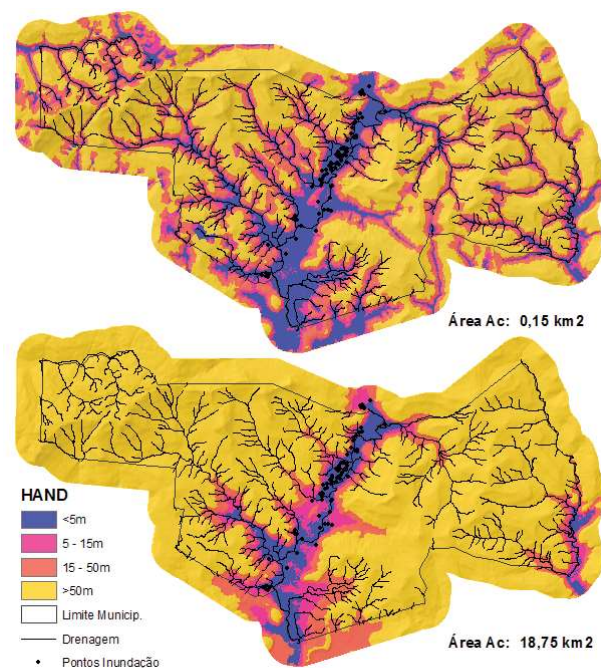 Área Ac: 0,15 km2
HAND
<5m
5 - 15m
15 - 50m
>50m
Limite Municip.
Drenagem
Pontos Inundação
Área Ac: 18,75 km2